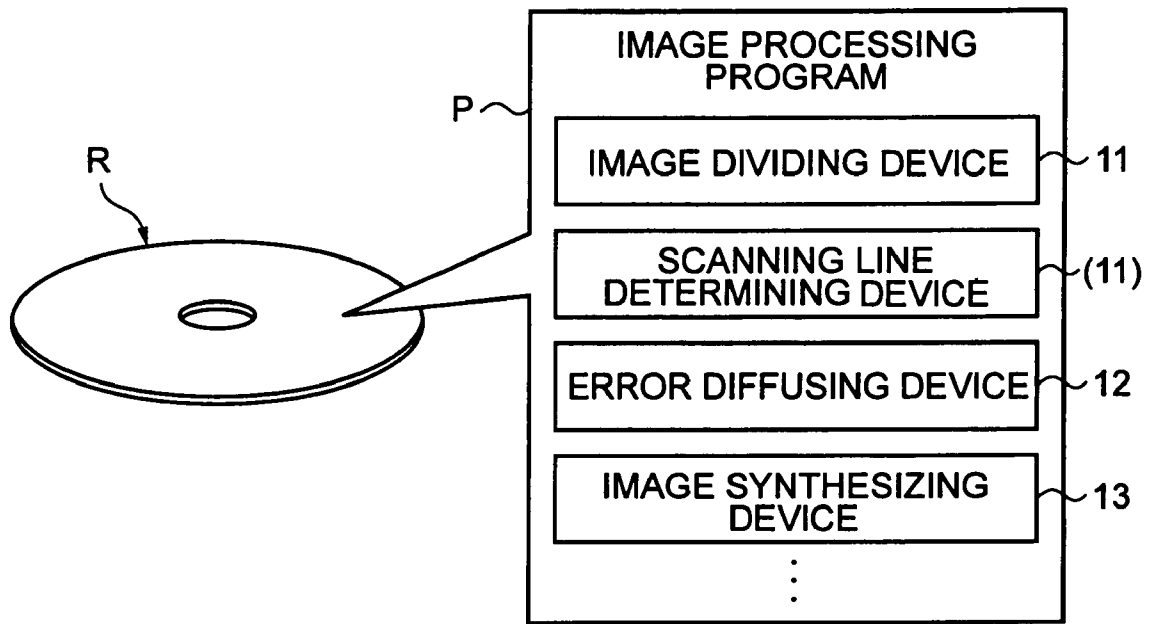 IMAGE PROCESSING
PROGRAM
P
IMAGE DIVIDING DEVICE
11
R
SCANNING LINE
DETERMINING DEVICE
(11)
ERROR DIFFUSING DEVICE
12
IMAGE SYNTHESIZING
DEVICE
13